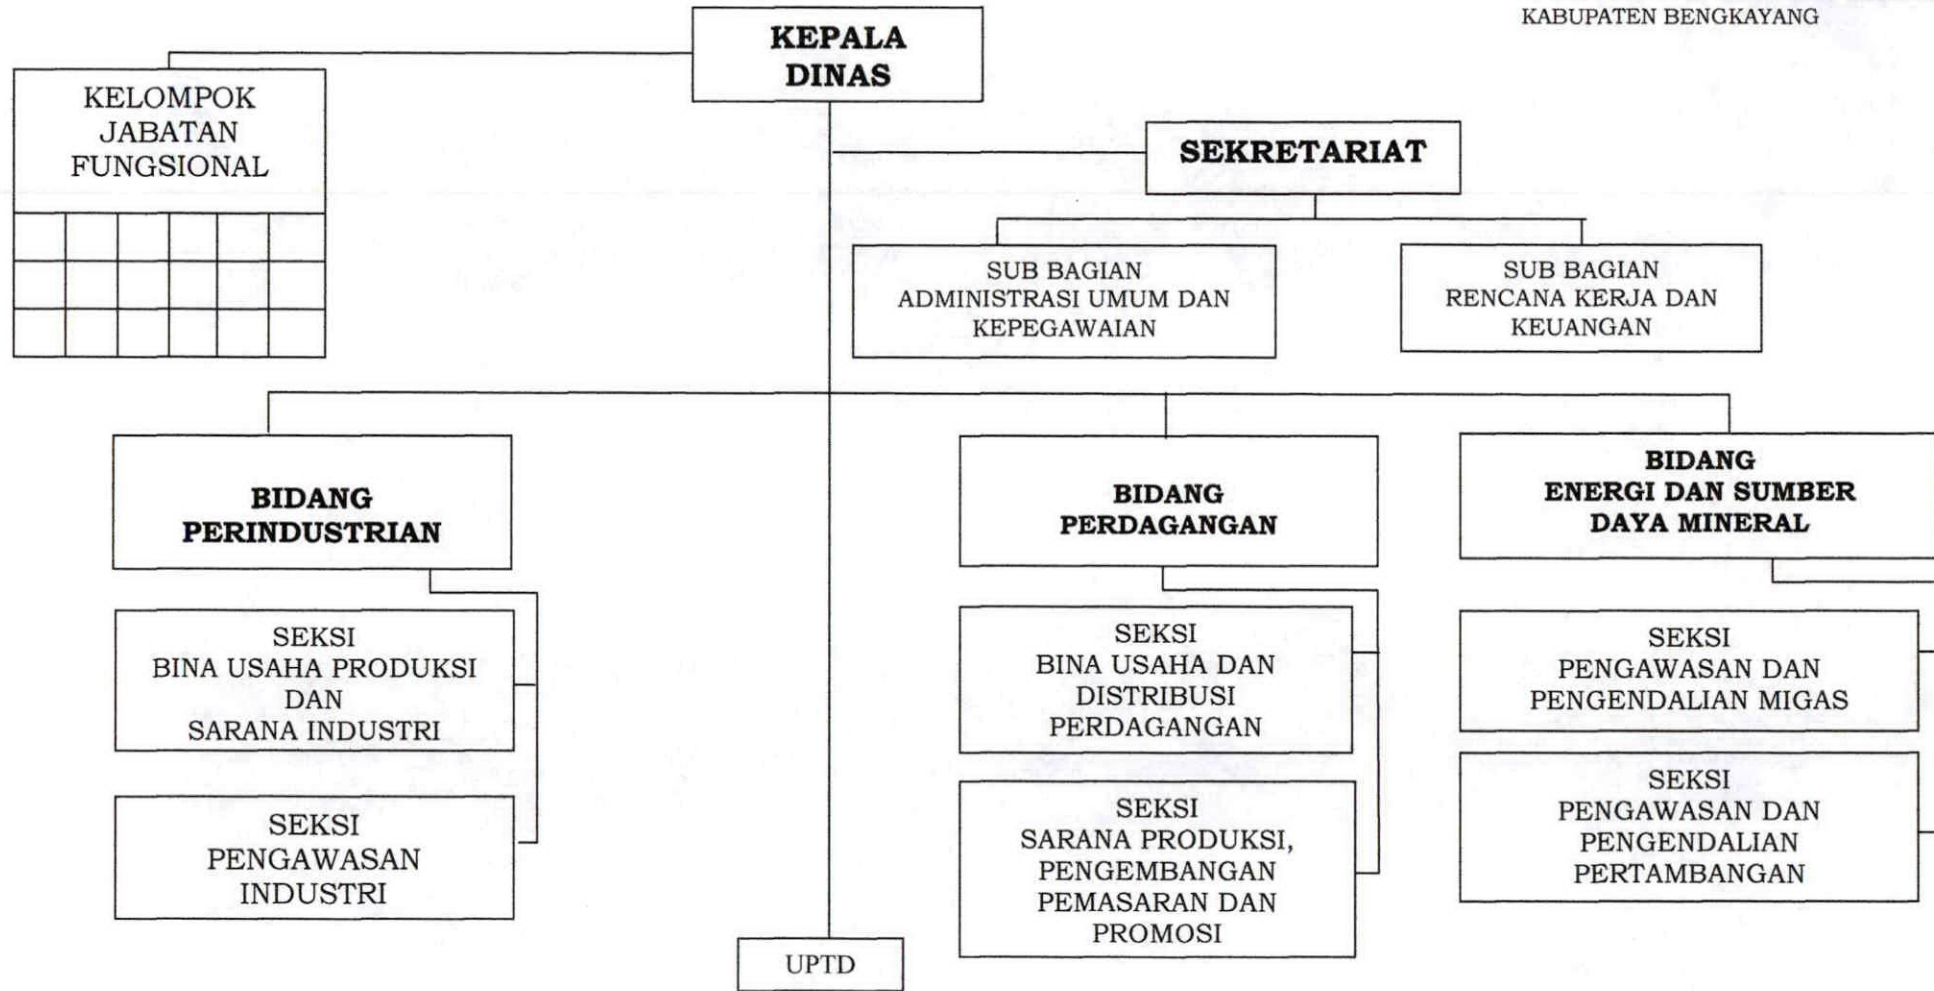 KABUPATEN BENGKAYANG
KEPALA
DINAS
KELOMPOK
JABATAN
FUNGSIONAL
SEKRETARIAT
SUB BAGIAN
ADMINISTRASI UMUM DAN
KEPEGAWAIAN
SUB BAGIAN
RENCANA KERJA DAN
KEUANGAN
BIDANG
PERINDUSTRIAN
BIDANG
PERDAGANGAN
BIDANG
ENERGI DAN SUMBER
DAYA MINERAL
SEKSI
BINA USAHA PRODUKSI
DAN
SARANA INDUSTRI
SEKSI
BINA USAHA DAN
DISTRIBUSI
PERDAGANGAN
SEKSI
PENGAWASAN DAN
PENGENDALIAN MIGAS
SEKSI
PENGAWASAN
INDUSTRI
SEKSI
SARANA PRODUKSI,
PENGEMBANGAN
PEMASARAN DAN
PROMOSI
SEKSI
PENGAWASAN DAN
PENGENDALIAN
PERTAMBANGAN
UPTD